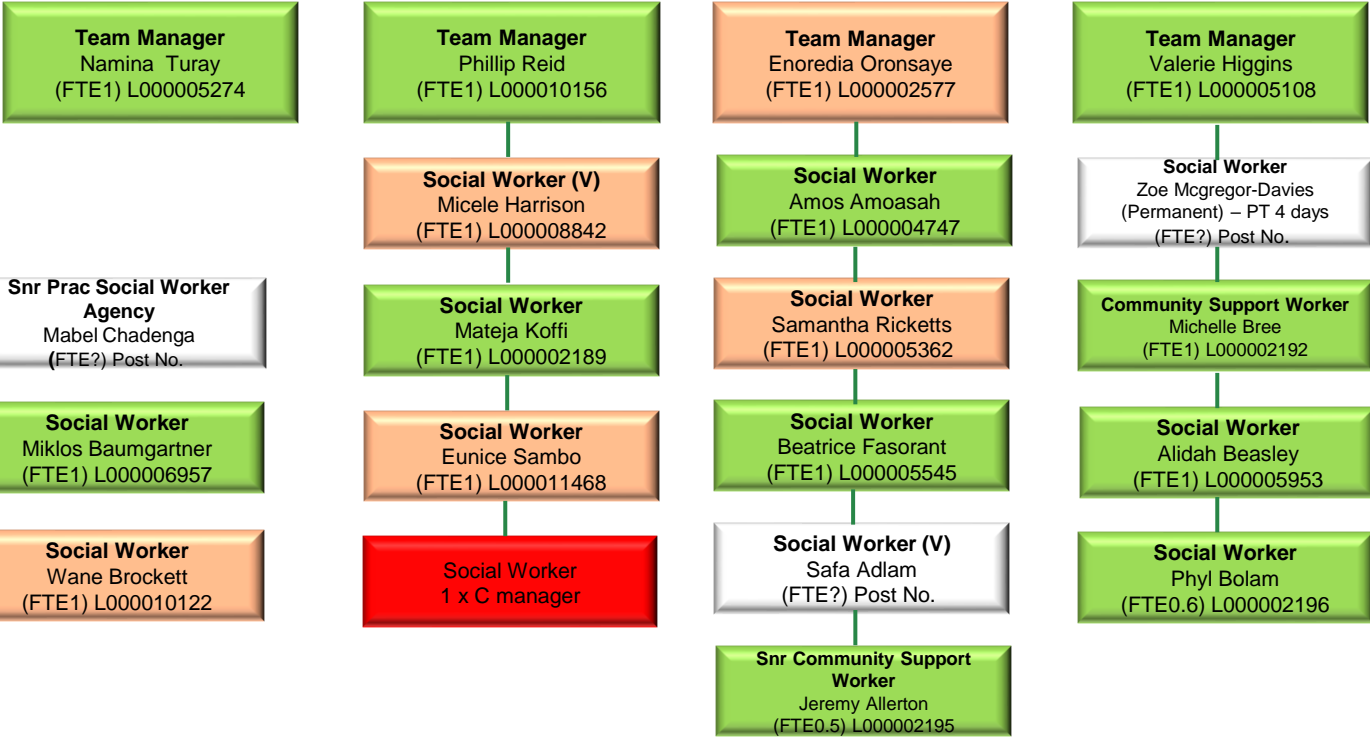 Team Manager
Namina Turay
(FTE1) L000005274
Snr Prac Social Worker
Agency
Mabel Chadenga
(FTE?) Post No.
Social Worker
Miklos Baumgartner
(FTE1) L000006957
Social Worker
Wane Brockett
(FTE1) L000010122
Team Manager
Phillip Reid
(FTE1) L000010156
Social Worker (V)
Micele Harrison
(FTE1) L000008842
Social Worker
Mateja Koffi
(FTE1) L000002189
Social Worker
Eunice Sambo
(FTE1) L000011468
Social Worker
1 x C manager
Team Manager
Enoredia Oronsaye
(FTE1) L000002577
Social Worker
Amos Amoasah
(FTE1) L000004747
Social Worker
Samantha Ricketts
(FTE1) L000005362
Social Worker
Beatrice Fasorant
(FTE1) L000005545
Social Worker (V)
Safa Adlam
(FTE?) Post No.
Snr Community Support
Worker
Jeremy Allerton
(FTE0.5) L000002195
Team Manager
Valerie Higgins
(FTE1) L000005108
Social Worker
Zoe Mcgregor-Davies
(Permanent) – PT 4 days
(FTE?) Post No.
Community Support Worker
Michelle Bree
(FTE1) L000002192
Social Worker
Alidah Beasley
(FTE1) L000005953
Social Worker
Phyl Bolam
(FTE0.6) L000002196